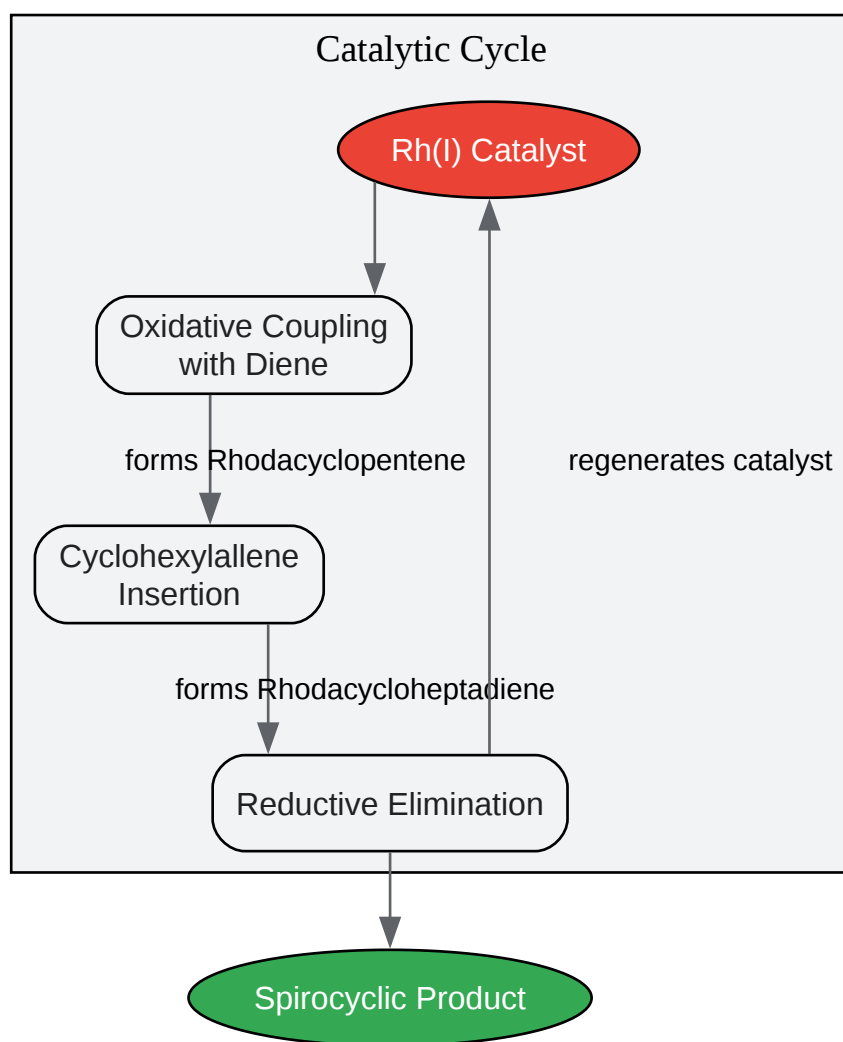 Catalytic Cycle
Rh(I) Catalyst
Oxidative Coupling
with Diene
forms Rhodacyclopentene
regenerates catalyst
Cyclohexylallene
Insertion
forms Rhodacycloheptadiene
Reductive Elimination
Spirocyclic Product